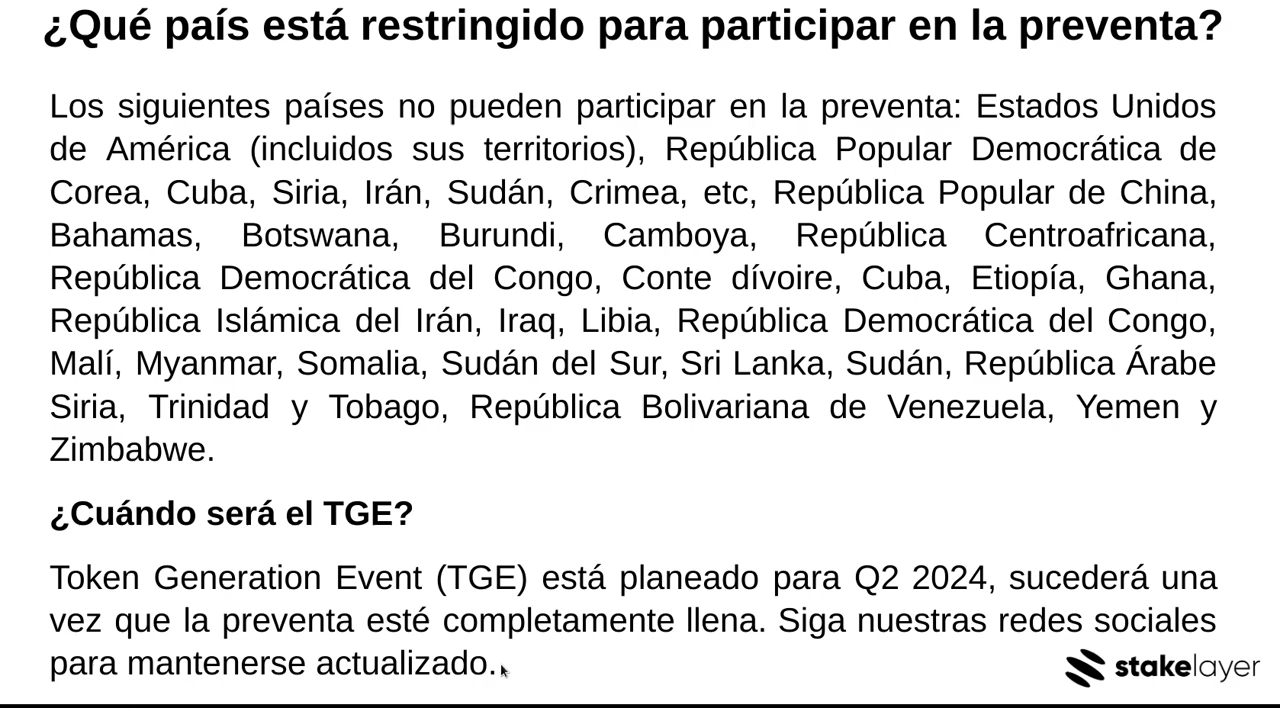 ¿Qué país está restringido para participar en la preventa?
Los siguientes países no pueden participar en la preventa: Estados Unidos
de América (incluidos sus territorios), República Popular Democrática de
Corea, Cuba, Siria, Irán, Sudán, Crimea, etc, República Popular de China,
Bahamas, Botswana, Burundi, Camboya, República Centroafricana,
República Democrática del Congo, Conte dívoire, Cuba, Etiopía, Ghana,
República Islámica del Irán, Iraq, Libia, República Democrática del Congo,
Malí, Myanmar, Somalia, Sudán del Sur, Sri Lanka, Sudán, República Árabe
Siria, Trinidad y Tobago, República Bolivariana de Venezuela, Yemen y
Zimbabwe.
¿Cuándo será el TGE?
Token Generation Event (TGE) está planeado para Q2 2024, sucederá una
vez que la preventa esté completamente llena. Siga nuestras redes sociales
para mantenerse actualizado.
stakelayer